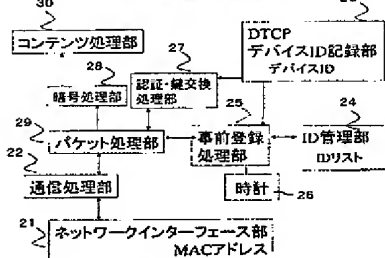 30
コンテンツ処理部
27
DTCP
デバイスID記録部
デバイスID
28
暗号処理部
認証・鍵交換
処理部
25
24
29
パケット処理部
事前登録
処理部
ID管理部
IDリスト
22
通信処理部
時計
26
21
ネットワークインターフェース部
MACアドレス